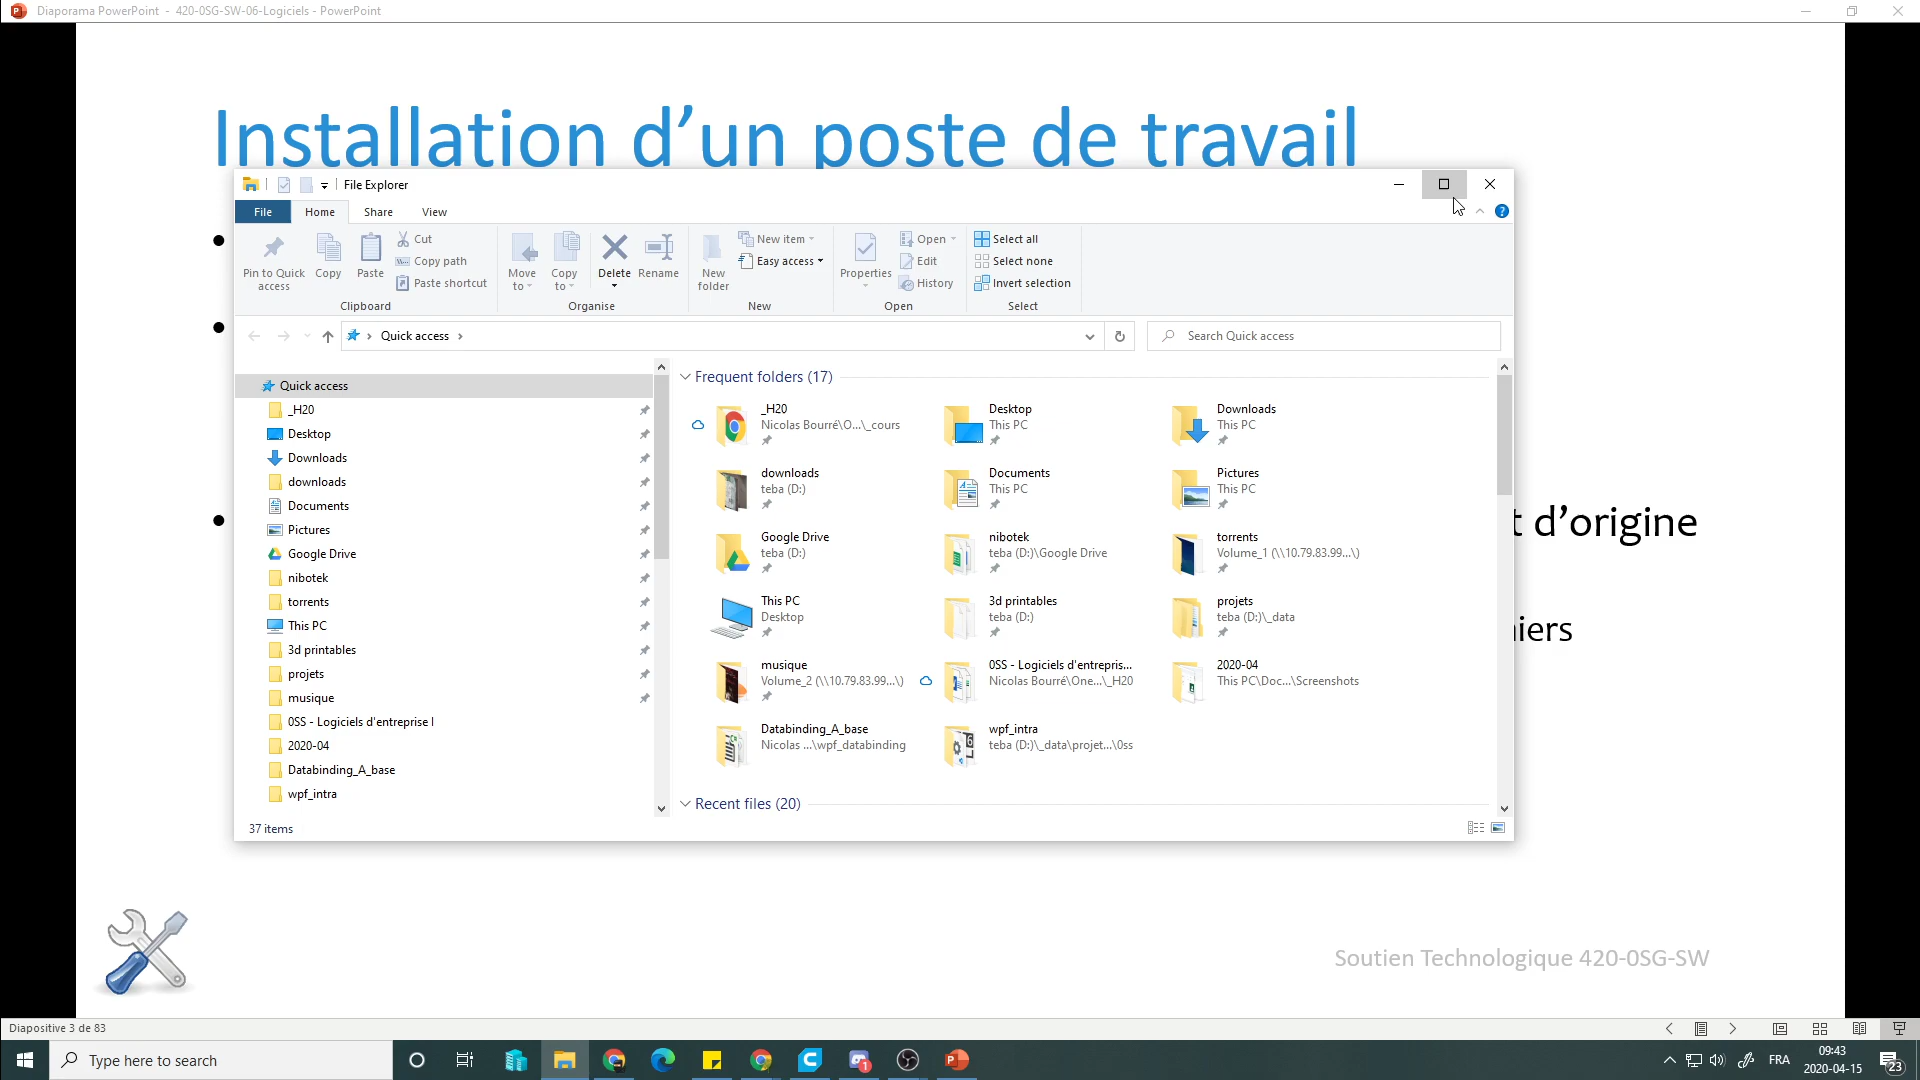 Diaporama PowerPoint - 420-0SG-SW-06-Logiciels - PowerPoint
Installation d’un poste de travail
File Explorer
File Home Share View
Pin to Quick access
Copy
Paste
Cut
Copy path
Paste shortcut
Clipboard
Move to
Copy to
Delete
Rename
Organise
New folder
New item
Easy access
New
Properties
Open
Edit
History
Open
Select all
Select none
Invert selection
Select
Quick access
Search Quick access
Quick access
_H20
Desktop
Downloads
downloads
Documents
Pictures
Google Drive
nibotek
torrents
This PC
3d printables
projets
musique
0SS - Logiciels d'entreprise I
2020-04
Databinding_A_base
wpf_intra
Frequent folders (17)
_H20
Nicolas Bourré\O...\_cours
Desktop
This PC
Downloads
This PC
downloads
teba (D:)
Documents
This PC
Pictures
This PC
Google Drive
teba (D:)
nibotek
teba (D:)\Google Drive
torrents
Volume_1 (\\10.79.83.99...\)
This PC
Desktop
3d printables
teba (D:)
projets
teba (D:)\_data
musique
Volume_2 (\\10.79.83.99...\)
0SS - Logiciels d'entrepris...
Nicolas Bourré\One...\_H20
2020-04
This PC\Doc...\Screenshots
Databinding_A_base
Nicolas ...\wpf_databinding
wpf_intra
teba (D:)\_data\projet...\0ss
Recent files (20)
37 items
t d’origine
iers
Soutien Technologique 420-0SG-SW
Diapositive 3 de 83
Type here to search
1
FRA
09:43
2020-04-15
23